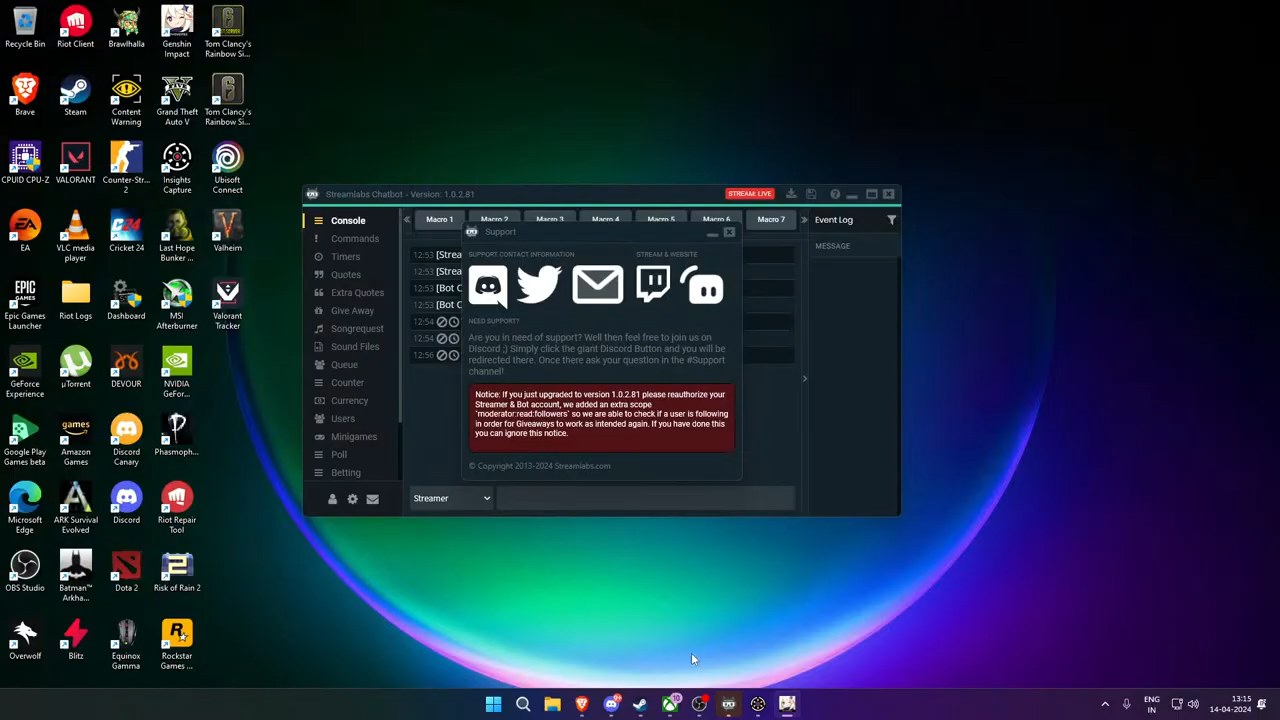 Recycle Bin
Riot Client
Brawlhalla
Genshin
Impact
Tom Clancy's
Rainbow Si...
Brave
Steam
Content
Warning
Grand Theft
Auto V
Tom Clancy's
Rainbow Si...
CPUID CPU-Z
VALORANT
Counter-Str...
2
Insights
Capture
Ubisoft
Connect
EA
VLC media
player
Cricket 24
Last Hope
Bunker ...
Valheim
Epic Games
Launcher
Riot Logs
Dashboard
MSI
Afterburner
Valorant
Tracker
GeForce
Experience
µTorrent
DEVOUR
NVIDIA
GeFor...
Google Play
Games beta
Amazon
Games
Discord
Canary
Phasmoph...
Microsoft
Edge
ARK Survival
Evolved
Discord
Riot Repair
Tool
OBS Studio
Batman™
Arkha...
Dota 2
Risk of Rain 2
Overwolf
Blitz
Equinox
Gamma
Rockstar
Games ...
Streamlabs Chatbot - Version: 1.0.2.81
STREAM: LIVE
Console
Commands
Timers
Quotes
Extra Quotes
Give Away
Songrequest
Sound Files
Queue
Counter
Currency
Users
Minigames
Poll
Betting
Macro 1
Macro 2
Macro 3
Macro 4
Macro 5
Macro 6
Macro 7
Event Log
MESSAGE
12:53 [Strea
12:53 [Strea
12:53 [Bot C
12:53 [Bot C
12:54
12:54
12:56
Support
SUPPORT CONTACT INFORMATION
STREAM & WEBSITE
NEED SUPPORT?
Are you in need of support? Well then feel free to join us on
Discord ;) Simply click the giant Discord Button and you will be
redirected there. Once there ask your question in the #Support
channel!
Notice: If you just upgraded to version 1.0.2.81 please reauthorize your
Streamer & Bot account, we added an extra scope
'moderator:read:followers' so we are able to check if a user is following
in order for Giveaways to work as intended again. If you have done this
you can ignore this notice.
© Copyright 2013-2024 Streamlabs.com
Streamer
10
ENG
IN
13:15
14-04-2024